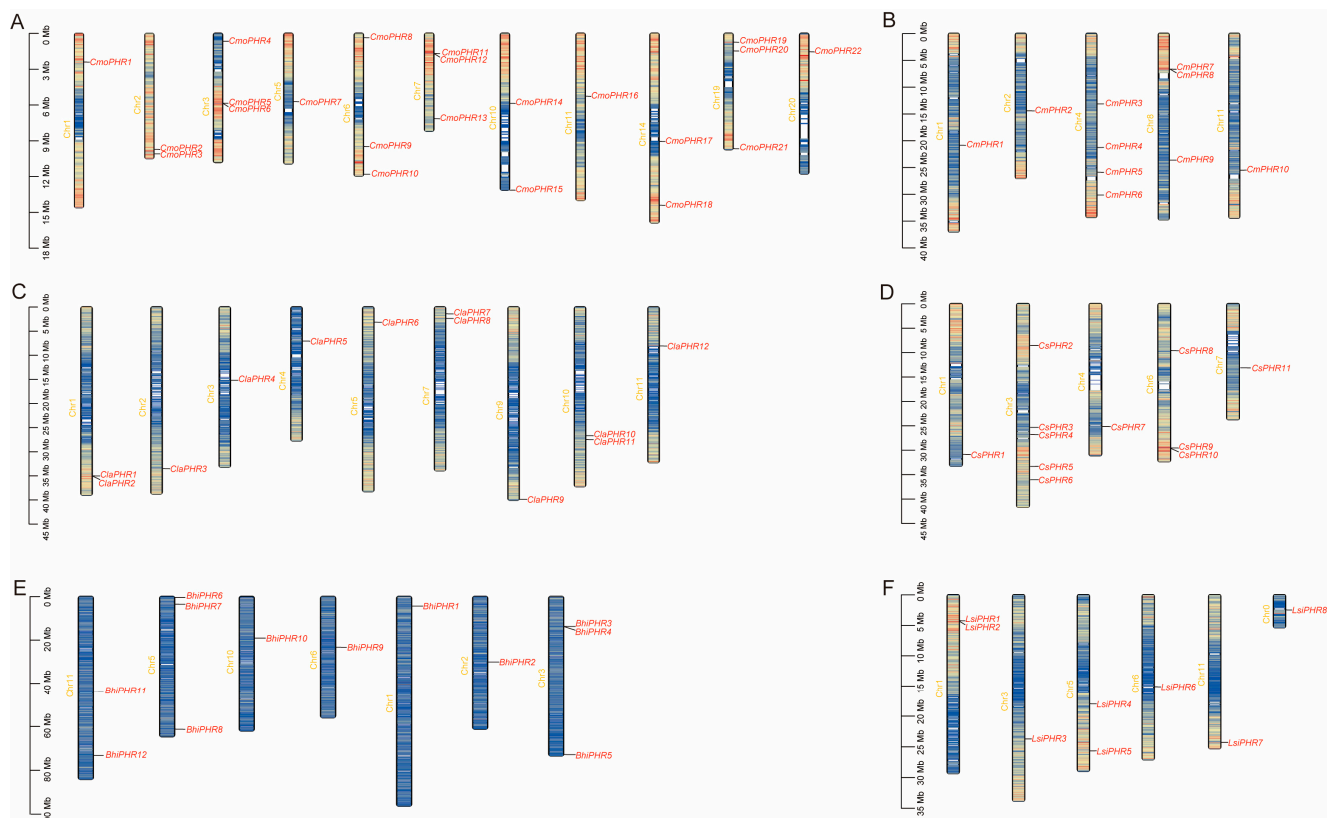 A
0 Mb
3 Mb
6 Mb
9 Mb
12 Mb
15 Mb
18 Mb
Chr1
CmoPHR1
Chr2
CmoPHR2
CmoPHR3
Chr3
CmoPHR4
CmoPHR5
CmoPHR6
Chr5
CmoPHR7
Chr6
CmoPHR8
CmoPHR9
CmoPHR10
Chr7
CmoPHR11
CmoPHR12
CmoPHR13
Chr10
CmoPHR14
CmoPHR15
Chr11
CmoPHR16
Chr14
CmoPHR17
CmoPHR18
Chr19
CmoPHR19
CmoPHR20
CmoPHR21
Chr20
CmoPHR22
B
0 Mb
5 Mb
10 Mb
15 Mb
20 Mb
25 Mb
30 Mb
35 Mb
40 Mb
Chr1
CmPHR1
Chr2
CmPHR2
Chr4
CmPHR3
CmPHR4
CmPHR5
CmPHR6
Chr8
CmPHR7
CmPHR8
CmPHR9
Chr11
CmPHR10
C
0 Mb
5 Mb
10 Mb
15 Mb
20 Mb
25 Mb
30 Mb
35 Mb
40 Mb
45 Mb
Chr1
ClaPHR1
ClaPHR2
Chr2
ClaPHR3
Chr3
ClaPHR4
Chr4
ClaPHR5
Chr5
ClaPHR6
Chr7
ClaPHR7
ClaPHR8
Chr9
ClaPHR9
Chr10
ClaPHR10
ClaPHR11
Chr11
ClaPHR12
D
0 Mb
5 Mb
10 Mb
15 Mb
20 Mb
25 Mb
30 Mb
35 Mb
40 Mb
45 Mb
Chr1
CsPHR1
Chr3
CsPHR2
CsPHR3
CsPHR4
CsPHR5
CsPHR6
Chr4
CsPHR7
Chr6
CsPHR8
CsPHR9
CsPHR10
Chr7
CsPHR11
E
0 Mb
20 Mb
40 Mb
60 Mb
80 Mb
0 Mb
Chr11
BhiPHR11
BhiPHR12
Chr5
BhiPHR6
BhiPHR7
BhiPHR8
Chr10
BhiPHR10
Chr6
BhiPHR9
Chr1
BhiPHR1
Chr2
BhiPHR2
Chr3
BhiPHR3
BhiPHR4
BhiPHR5
F
0 Mb
5 Mb
10 Mb
15 Mb
20 Mb
25 Mb
30 Mb
35 Mb
Chr1
LsiPHR1
LsiPHR2
Chr3
LsiPHR3
Chr5
LsiPHR4
LsiPHR5
Chr6
LsiPHR6
Chr11
LsiPHR7
Chr0
LsiPHR8